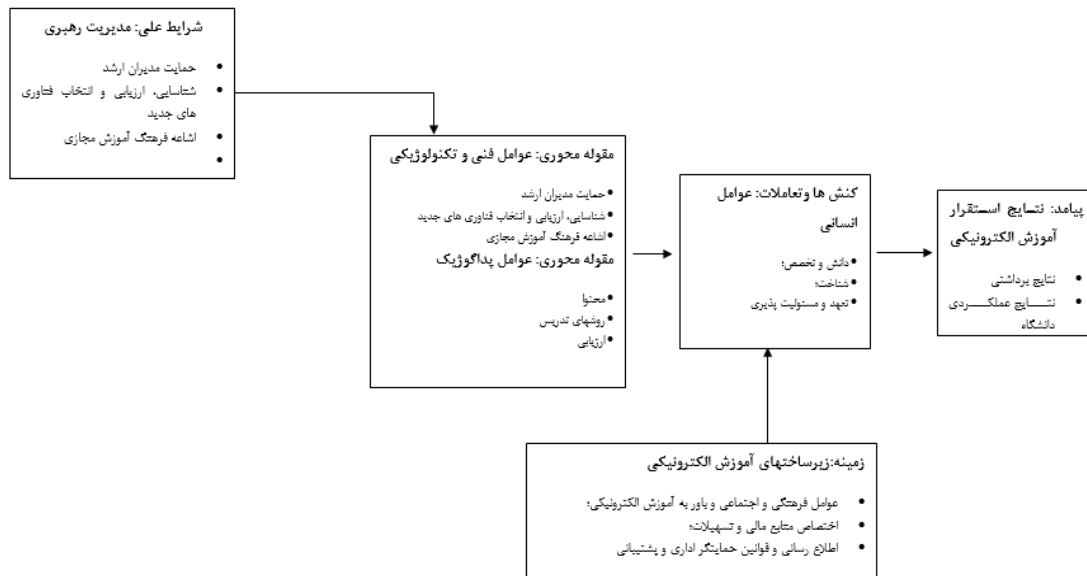 شرایط علی: مدیریت رهبری
• حمایت مدیران ارشد
• شناسایی، ارزیابی و انتخاب فناوری
های جدید
• اشاعه فرهنگ آموزش مجازی
•
مقوله محوری: عوامل فنی و تکنولوژیکی
• حمایت مدیران ارشد
• شناسایی، ارزیابی و انتخاب فناوری های جدید
• اشاعه فرهنگ آموزش مجازی
مقوله محوری: عوامل پداگوژیک
• محتوا
• روشهای تدریس
• ارزیابی
کنش ها وتعاملات: عوامل
انسانی
• دانش و تخصص؛
• شناخت؛
• تعهد و مسئولیت پذیری
پیامد: نتایج استقرار
آموزش الکترونیکی
• نتایج برداشتی
• نتایج عملکردی
دانشگاه
زمینه:زیرساختهای آموزش الکترونیکی
• عوامل فرهنگی و اجتماعی و باور به آموزش الکترونیکی؛
• اختصاص منابع مالی و تسهیلات؛
• اطلاع رسانی و قوانین حمایتگر اداری و پشتیبانی